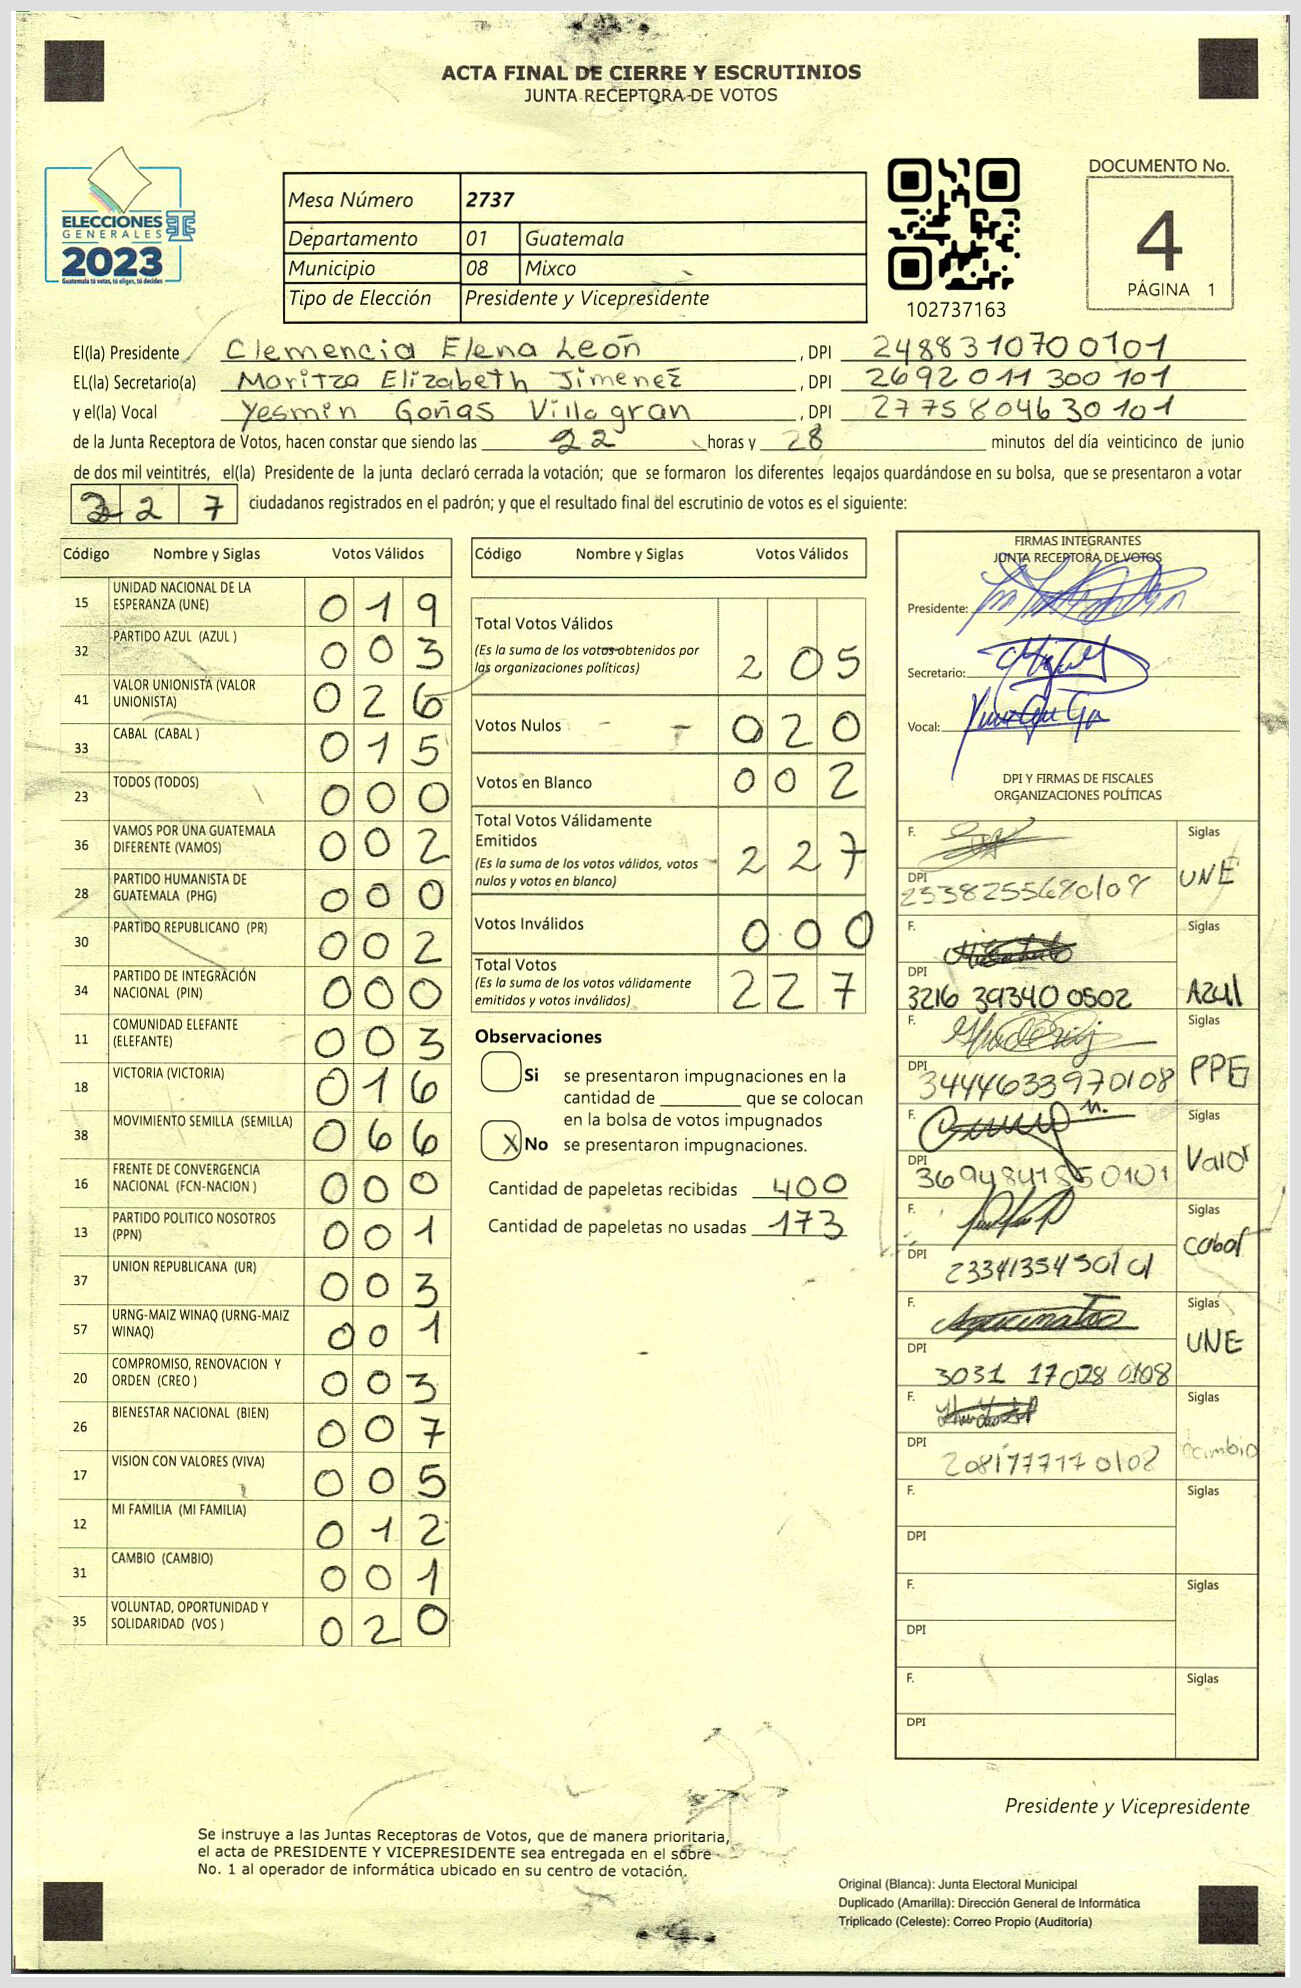 ACTA FINAL DE CIERRE Y ESCRUTINIOS
JUNTA RECEPTORA DE VOTOS
ELECCIONES
GENERALES
2023
Guatemala tú votas, tú eliges, tú decides
Mesa Número 2737
Departamento 01 Guatemala
Municipio 08 Mixco
Tipo de Elección Presidente y Vicepresidente
102737163
DOCUMENTO No.
4
PÁGINA 1
El(la) Presidente Clemencia Elena León , DPI 2488310700101
EL(la) Secretario(a) Maritza Elizabeth Jimenez , DPI 2692011300101
y el(la) Vocal Yesmin Goñas Villagran , DPI 2775804630101
de la Junta Receptora de Votos, hacen constar que siendo las 22 horas y 28 minutos del día veinticinco de junio
de dos mil veintitrés, el(la) Presidente de la junta declaró cerrada la votación; que se formaron los diferentes legajos guardándose en su bolsa, que se presentaron a votar
227 ciudadanos registrados en el padrón; y que el resultado final del escrutinio de votos es el siguiente:
Código Nombre y Siglas Votos Válidos
15 UNIDAD NACIONAL DE LA ESPERANZA (UNE) 019
32 PARTIDO AZUL (AZUL ) 003
41 VALOR UNIONISTA (VALOR UNIONISTA) 026
33 CABAL (CABAL ) 015
23 TODOS (TODOS) 000
36 VAMOS POR UNA GUATEMALA DIFERENTE (VAMOS) 002
28 PARTIDO HUMANISTA DE GUATEMALA (PHG) 000
30 PARTIDO REPUBLICANO (PR) 002
34 PARTIDO DE INTEGRACIÓN NACIONAL (PIN) 000
11 COMUNIDAD ELEFANTE (ELEFANTE) 003
18 VICTORIA (VICTORIA) 016
38 MOVIMIENTO SEMILLA (SEMILLA) 066
16 FRENTE DE CONVERGENCIA NACIONAL (FCN-NACION ) 000
13 PARTIDO POLITICO NOSOTROS (PPN) 001
37 UNION REPUBLICANA (UR) 003
57 URNG-MAIZ WINAQ (URNG-MAIZ WINAQ) 001
20 COMPROMISO, RENOVACION Y ORDEN (CREO ) 003
26 BIENESTAR NACIONAL (BIEN) 007
17 VISION CON VALORES (VIVA) 005
12 MI FAMILIA (MI FAMILIA) 012
31 CAMBIO (CAMBIO) 001
35 VOLUNTAD, OPORTUNIDAD Y SOLIDARIDAD (VOS ) 020
Código Nombre y Siglas Votos Válidos
Total Votos Válidos 205
(Es la suma de los votos obtenidos por
las organizaciones políticas)
Votos Nulos 020
Votos en Blanco 002
Total Votos Válidamente
Emitidos 227
(Es la suma de los votos válidos, votos
nulos y votos en blanco)
Votos Inválidos 000
Total Votos 227
(Es la suma de los votos válidamente
emitidos y votos inválidos)
Observaciones
Si se presentaron impugnaciones en la
cantidad de ________ que se colocan
en la bolsa de votos impugnados
X No se presentaron impugnaciones.
Cantidad de papeletas recibidas 400
Cantidad de papeletas no usadas 173
FIRMAS INTEGRANTES
JUNTA RECEPTORA DE VOTOS
Presidente:
Secretario:
Vocal:
DPI Y FIRMAS DE FISCALES
ORGANIZACIONES POLÍTICAS
F. Siglas
DPI 2538255680108 UNE
F. Siglas
DPI 3216 393400502 Azul
F. Siglas
DPI 3444633970108
F. Siglas
DPI 3694841850101 Valor
F. Siglas
DPI 2334135450101 Cabal
F. Siglas
DPI 3031 17028 0108 UNE
F. Siglas
DPI
F. Siglas
DPI
F. Siglas
DPI
F. Siglas
DPI
Presidente y Vicepresidente
Se instruye a las Juntas Receptoras de Votos, que de manera prioritaria,
el acta de PRESIDENTE Y VICEPRESIDENTE sea entregada en el sobre
No. 1 al operador de informática ubicado en su centro de votación.
Original (Blanca): Junta Electoral Municipal
Duplicado (Amarilla): Dirección General de Informática
Triplicado (Celeste): Correo Propio (Auditoría)